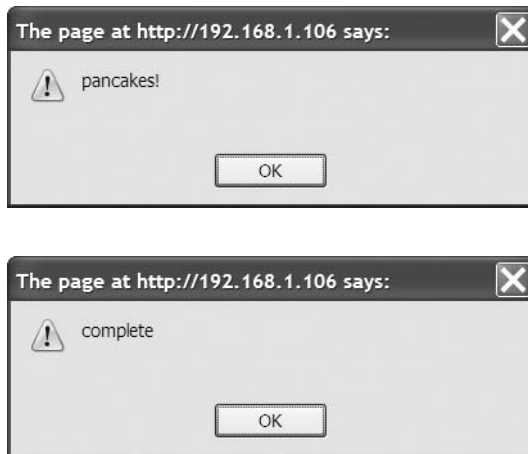 The page at http://192.168.1.106 says:
pancakes!
OK
The page at http://192.168.1.106 says:
complete
OK